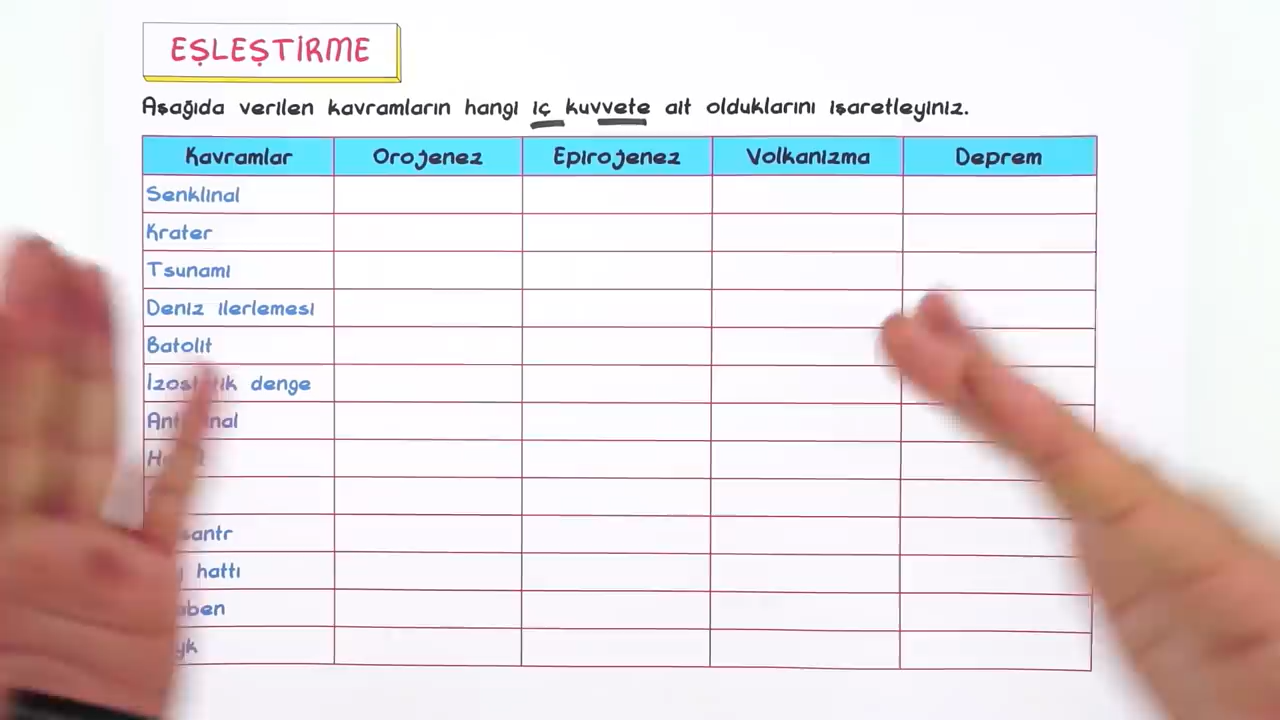 EŞLEŞTİRME
Aşağıda verilen kavramların hangi iç kuvvete ait olduklarını işaretleyiniz.
Kavramlar Orojenez Epirojenez Volkanizma Deprem
Senklinal
Krater
Tsunami
Deniz ilerlemesi
Batolit
denge
hattı